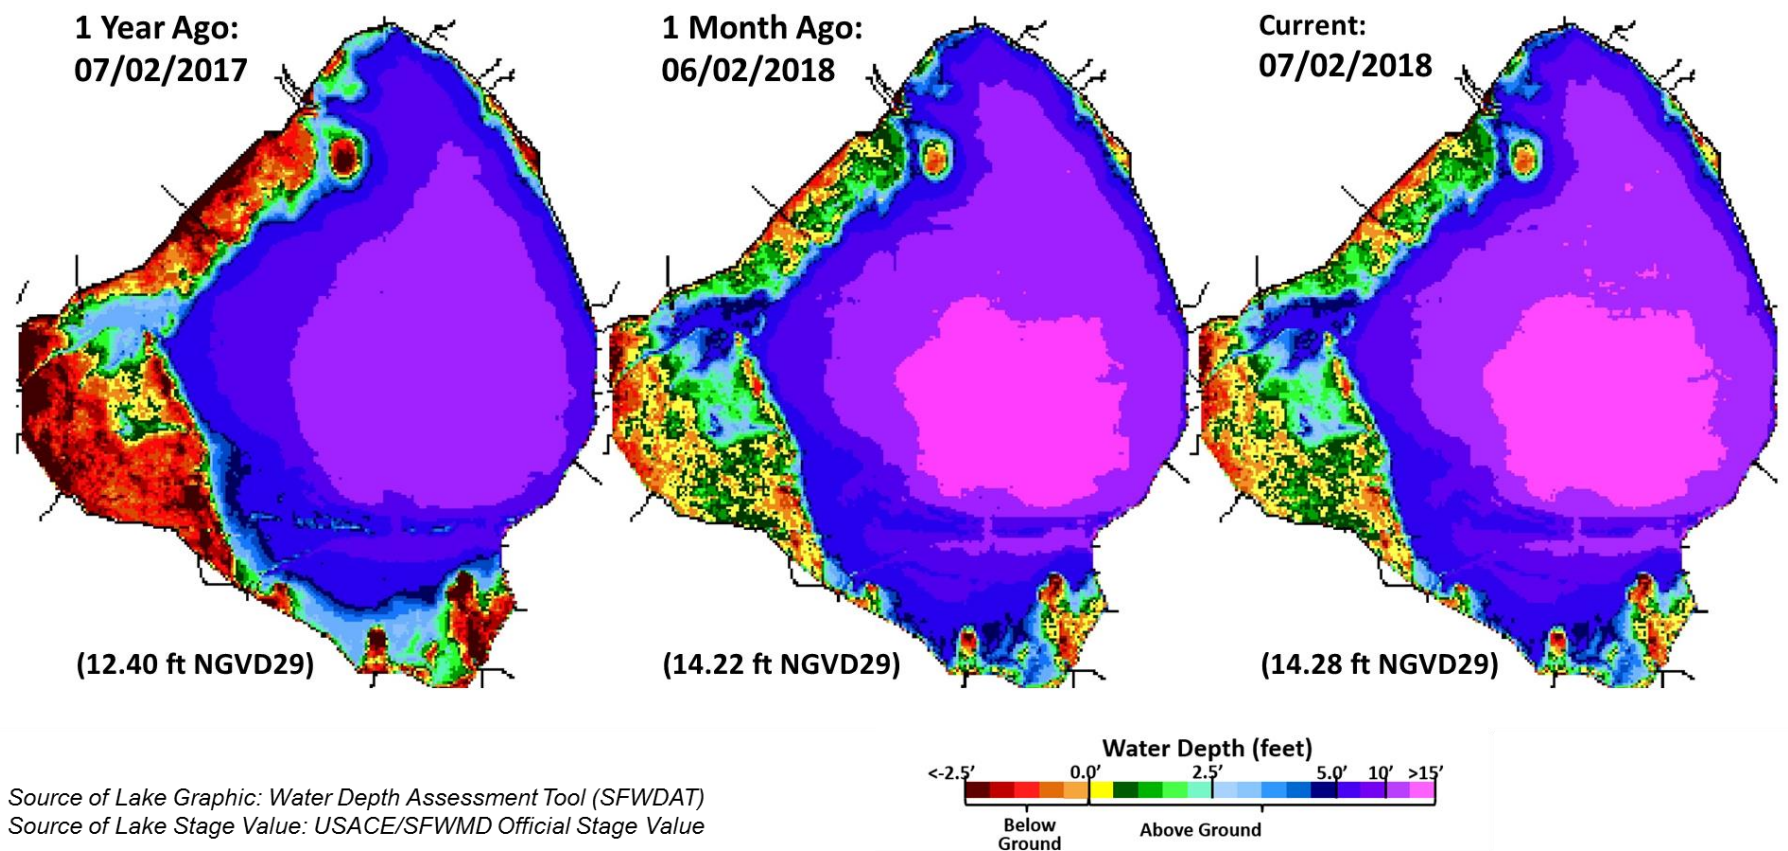 1 Year Ago:
07/02/2017
1 Month Ago:
06/02/2018
Current:
07/02/2018
(12.40 ft NGVD29)
(14.22 ft NGVD29)
(14.28 ft NGVD29)
Water Depth (feet)
<-2.5’ 0.0’ 2.5’ 5.0’ 10’ >15’
Below
Ground
Above Ground
Source of Lake Graphic: Water Depth Assessment Tool (SFWDAT)
Source of Lake Stage Value: USACE/SFWMD Official Stage Value